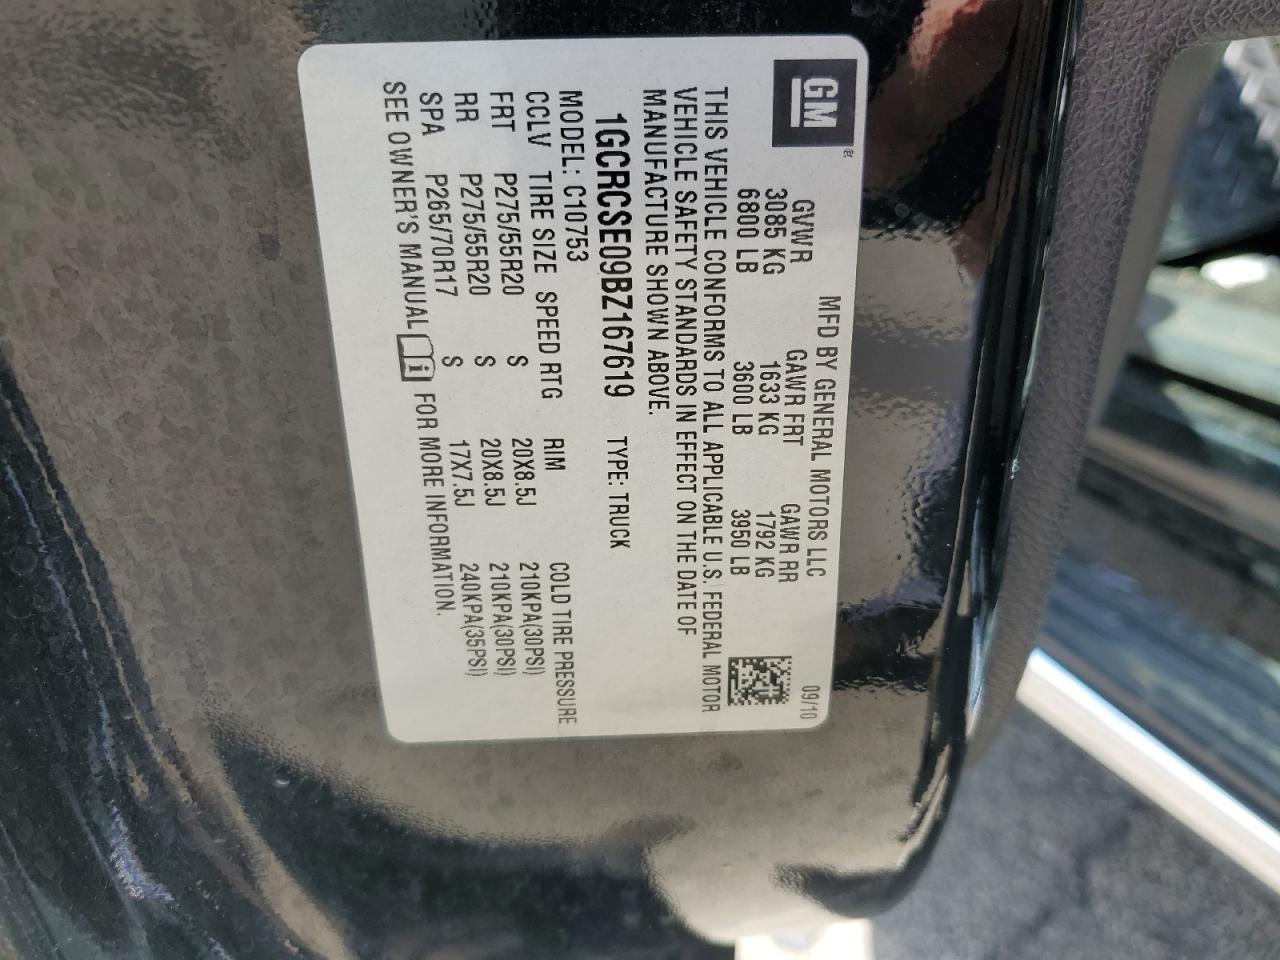 GM®
MFD BY GENERAL MOTORS LLC 09/10
GVWR GAWR FRT GAWR RR
3085 KG 1633 KG 1792 KG
6800 LB 3600 LB 3950 LB
THIS VEHICLE CONFORMS TO ALL APPLICABLE U.S. FEDERAL MOTOR
VEHICLE SAFETY STANDARDS IN EFFECT ON THE DATE OF
MANUFACTURE SHOWN ABOVE.
1GCRCSE09BZ167619 TYPE: TRUCK
MODEL: C10753
CCLV TIRE SIZE SPEED RTG RIM COLD TIRE PRESSURE
FRT P275/55R20 S 20X8.5J 210KPA(30PSI)
RR P275/55R20 S 20X8.5J 210KPA(30PSI)
SPA P265/70R17 S 17X7.5J 240KPA(35PSI)
SEE OWNER'S MANUAL i FOR MORE INFORMATION.